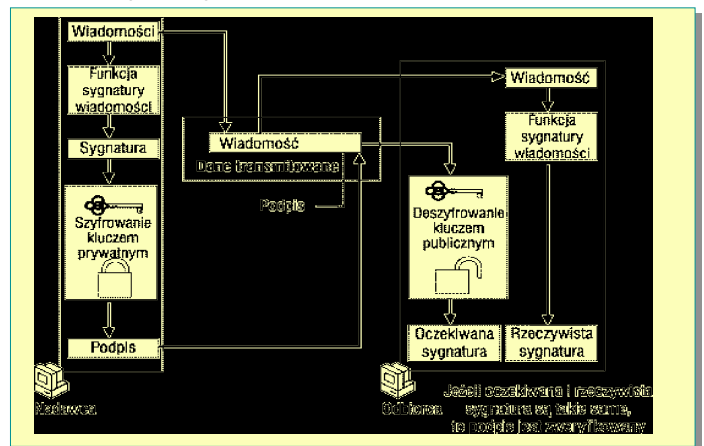 Wiadomości
Funkcja
sygnatury
wiadomości
Sygnatura
Szyfrowanie
kluczem
prywatnym
Podpis
Nadawca
Wiadomość
Dane transmitowane
Podpis
Wiadomość
Funkcja
sygnatury
wiadomości
Deszyfrowanie
kluczem
publicznym
Oczekiwana
sygnatura
Rzeczywista
sygnatura
Odbiorca
Jeżeli oczekiwana i rzeczywista
sygnatura są takie same,
to podpis jest zweryfikowany